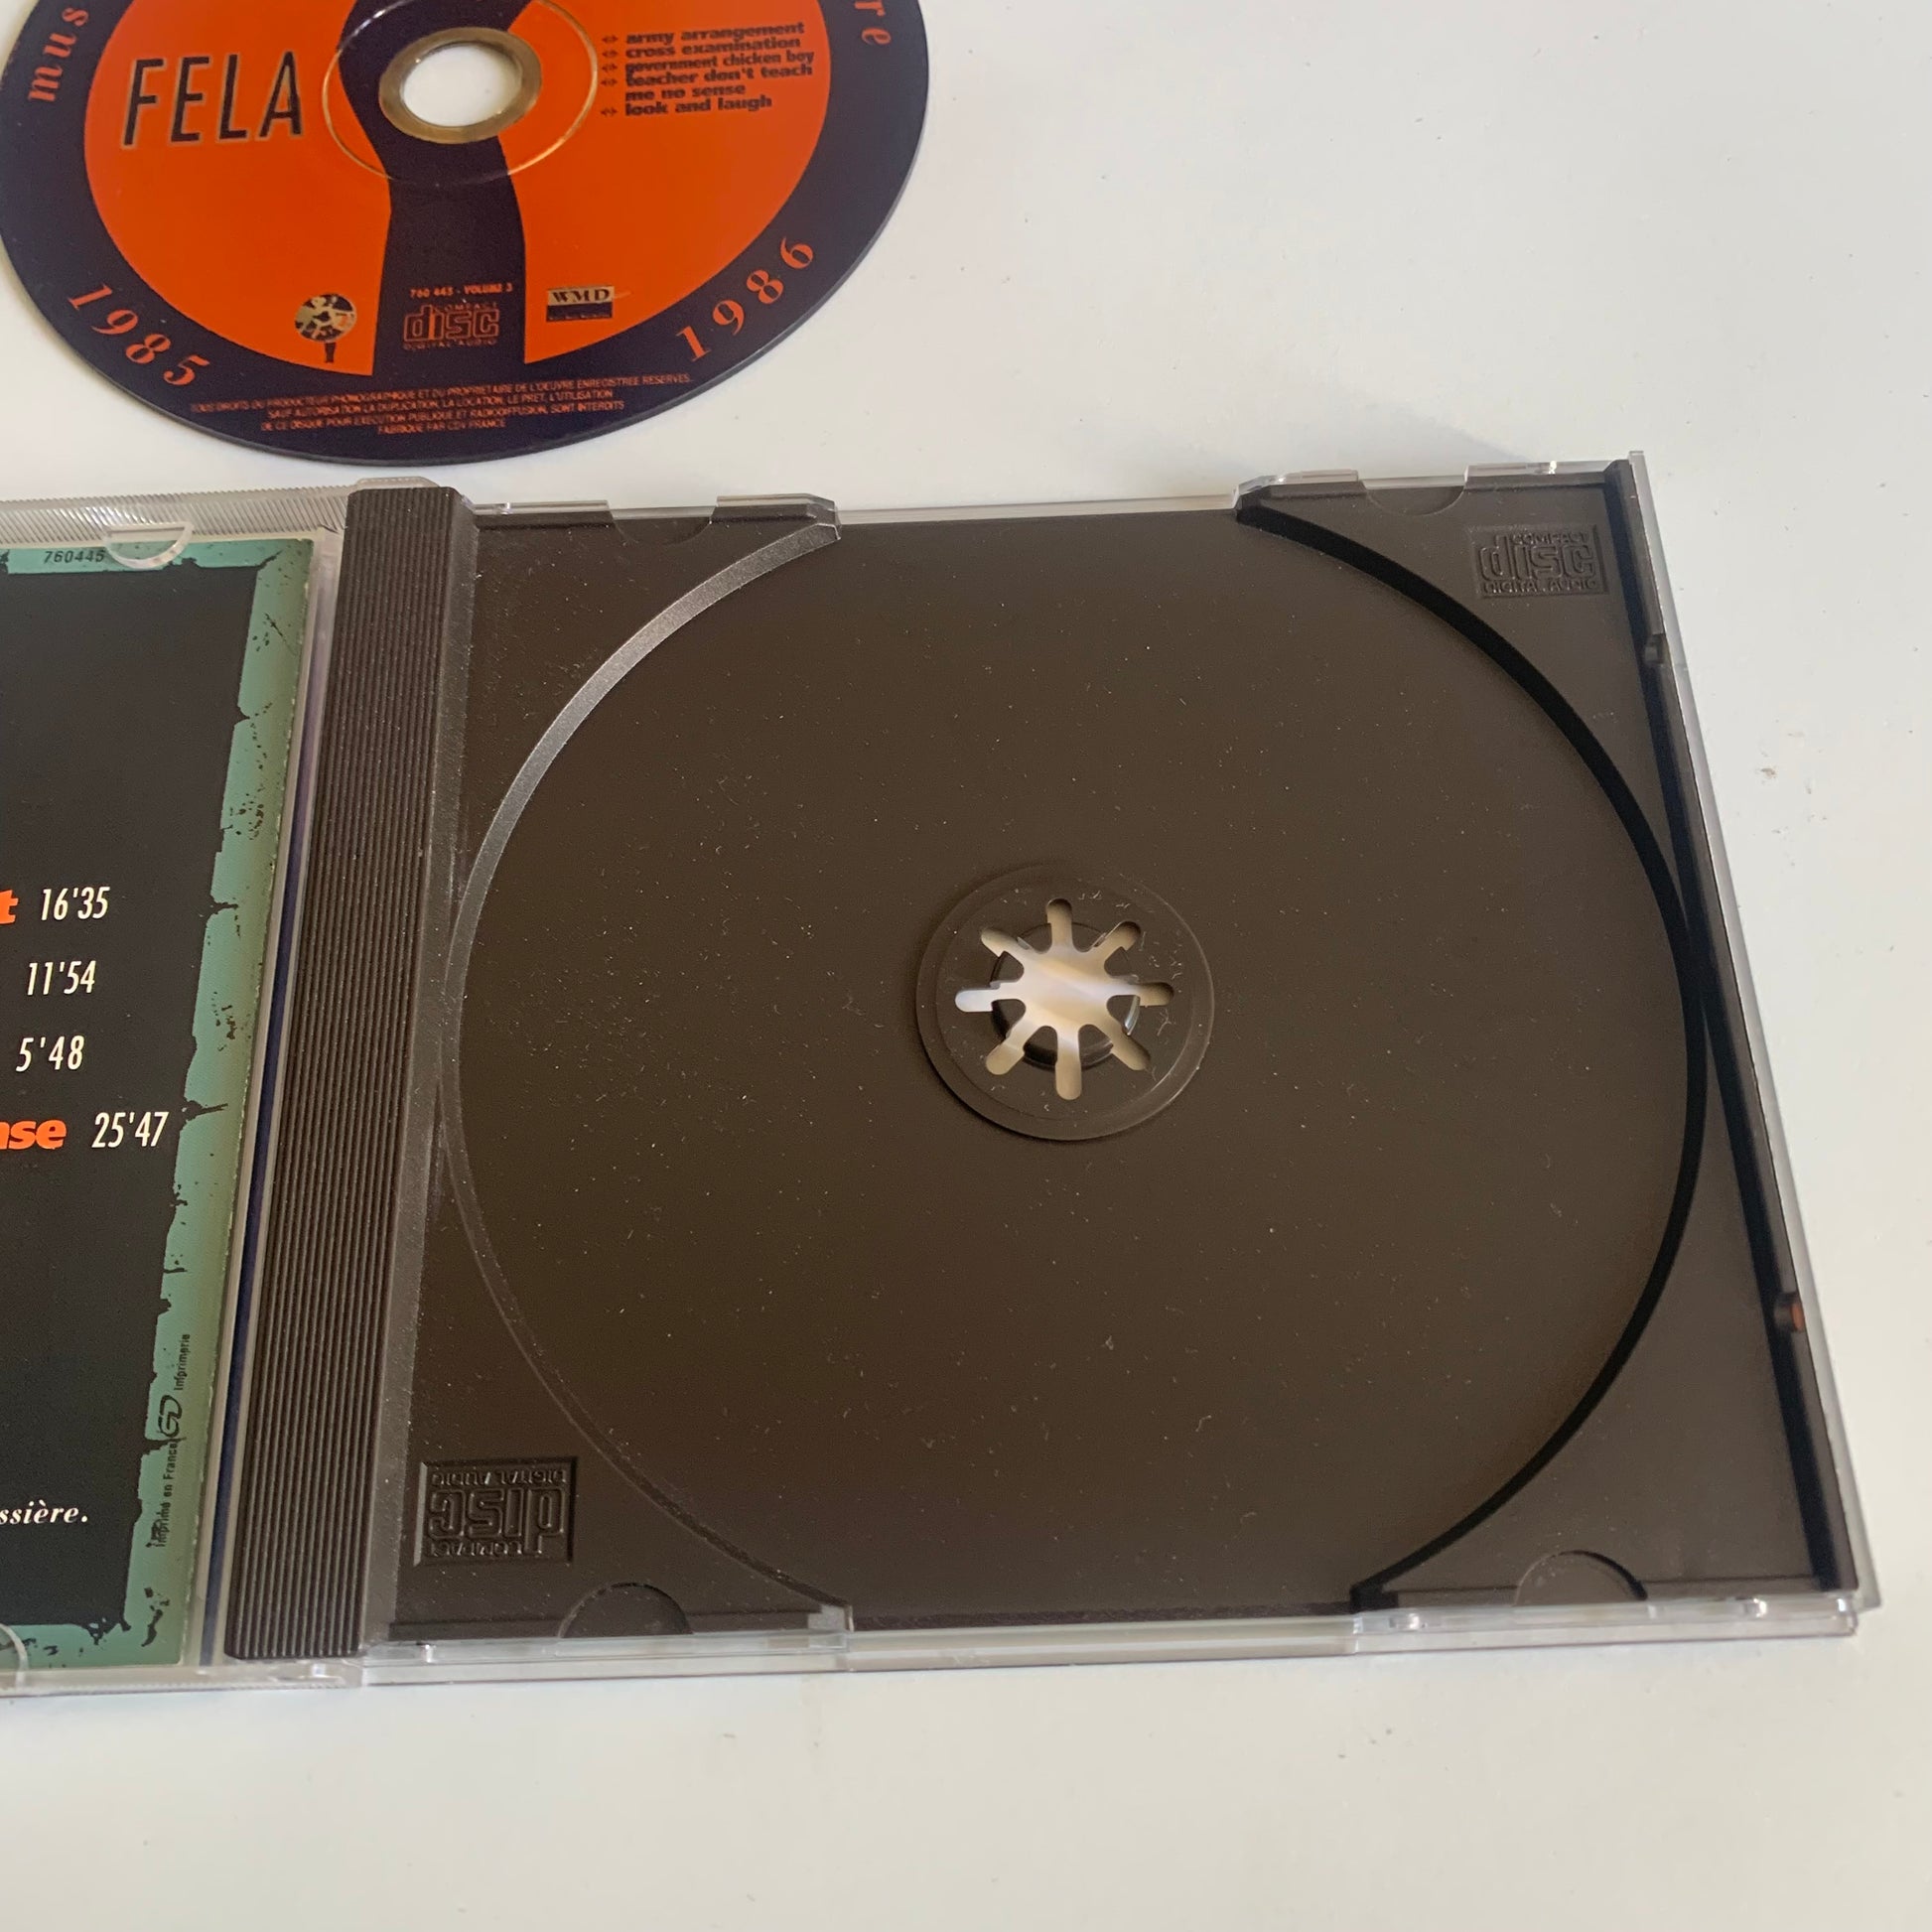 mus
re
FELA
army arrangement
cross examination
government chicken boy
teacher don't teach
me no sense
look and laugh
760 445 - VOLUME 3
COMPACT
disc
DIGITAL AUDIO
WMD
1985
1986
TOUS DROITS DU PRODUCTEUR PHONOGRAPHIQUE ET DU PROPRIETAIRE DE L'OEUVRE ENREGISTREE RESERVES.
SAUF AUTORISATION LA DUPLICATION, LA LOCATION, LE PRET, L'UTILISATION
DE CE DISQUE POUR EXECUTION PUBLIQUE ET RADIODIFFUSION, SONT INTERDITS
FABRIQUE PAR CDV FRANCE
760445
t 16'35
11'54
5'48
nse 25'47
ssière.
Imprimé en France GD Imprimerie
COMPACT
disc
DIGITAL AUDIO
COMPACT
disc
DIGITAL AUDIO